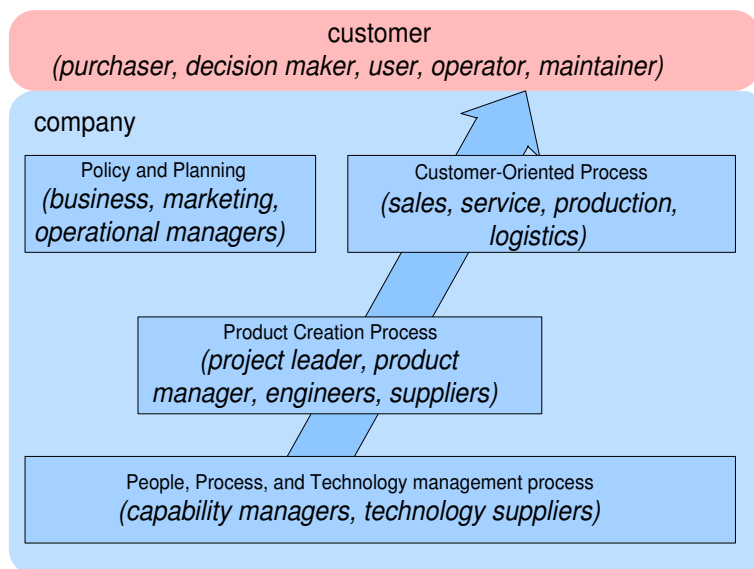 customer
(purchaser, decision maker, user, operator, maintainer)
company
Policy and Planning
(business, marketing,
operational managers)
Customer-Oriented Process
(sales, service, production,
logistics)
Product Creation Process
(project leader, product
manager, engineers, suppliers)
People, Process, and Technology management process
(capability managers, technology suppliers)